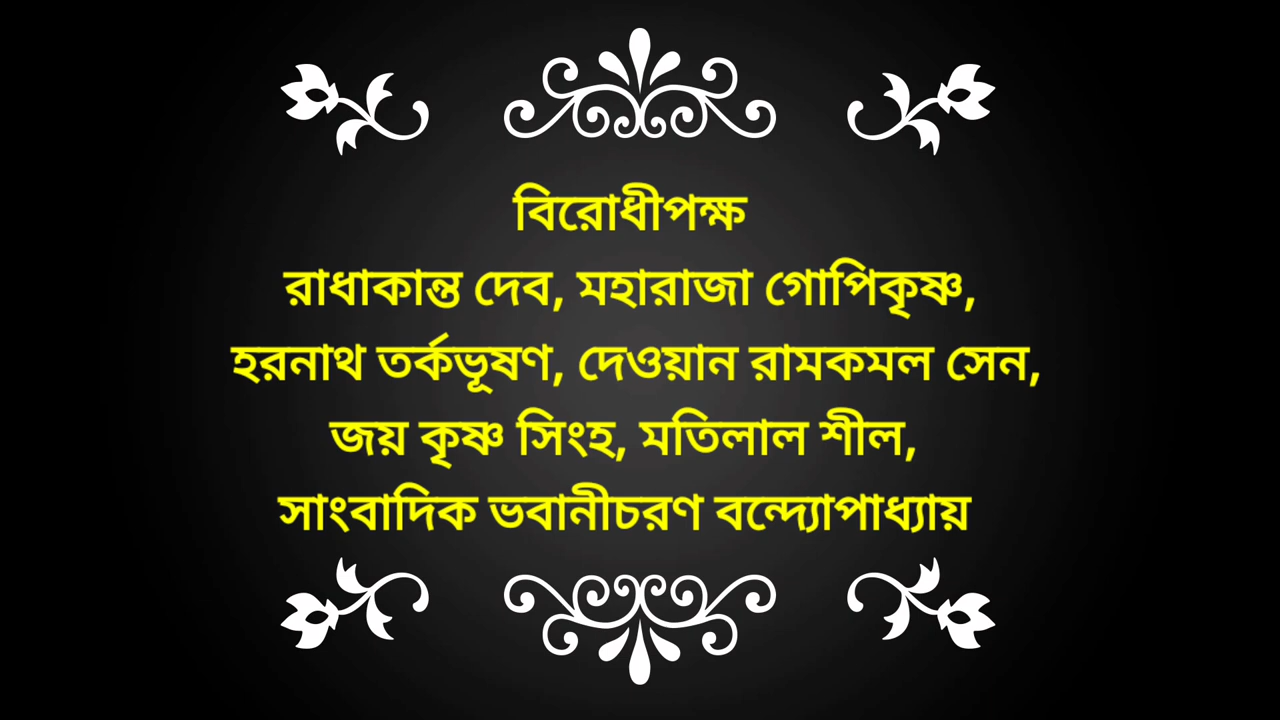 বিরোধীপক্ষ
রাধাকান্ত দেব, মহারাজা গোপিকৃষ্ণ,
হরনাথ তর্কভূষণ, দেওয়ান রামকমল সেন,
জয় কৃষ্ণ সিংহ, মতিলাল শীল,
সাংবাদিক ভবানীচরণ বন্দ্যোপাধ্যায়